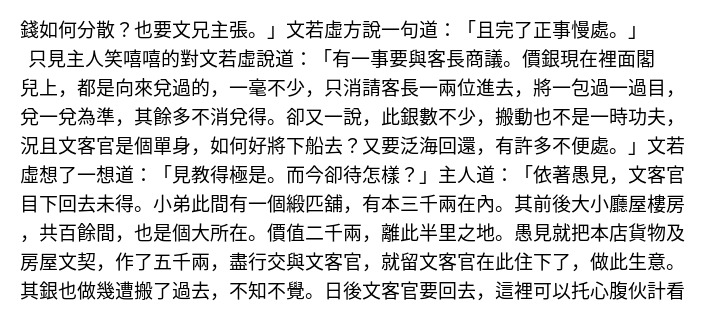 錢如何分散？也要文兄主張。」文若虛方說一句道：「且完了正事慢處。」
只見主人笑嘻嘻的對文若虛說道：「有一事要與客長商議。價銀現在裡面閣
兒上，都是向來兌過的，一毫不少，只消請客長一兩位進去，將一包過一過目，
兌一兌為準，其餘多不消兌得。卻又一說，此銀數不少，搬動也不是一時功夫，
況且文客官是個單身，如何好將下船去？又要泛海回還，有許多不便處。」文若
虛想了一想道：「見教得極是。而今卻待怎樣？」主人道：「依著愚見，文客官
目下回去未得。小弟此間有一個緞匹舖，有本三千兩在內。其前後大小廳屋樓房
，共百餘間，也是個大所在。價值二千兩，離此半里之地。愚見就把本店貨物及
房屋文契，作了五千兩，盡行交與文客官，就留文客官在此住下了，做此生意。
其銀也做幾遭搬了過去，不知不覺。日後文客官要回去，這裡可以托心腹伙計看